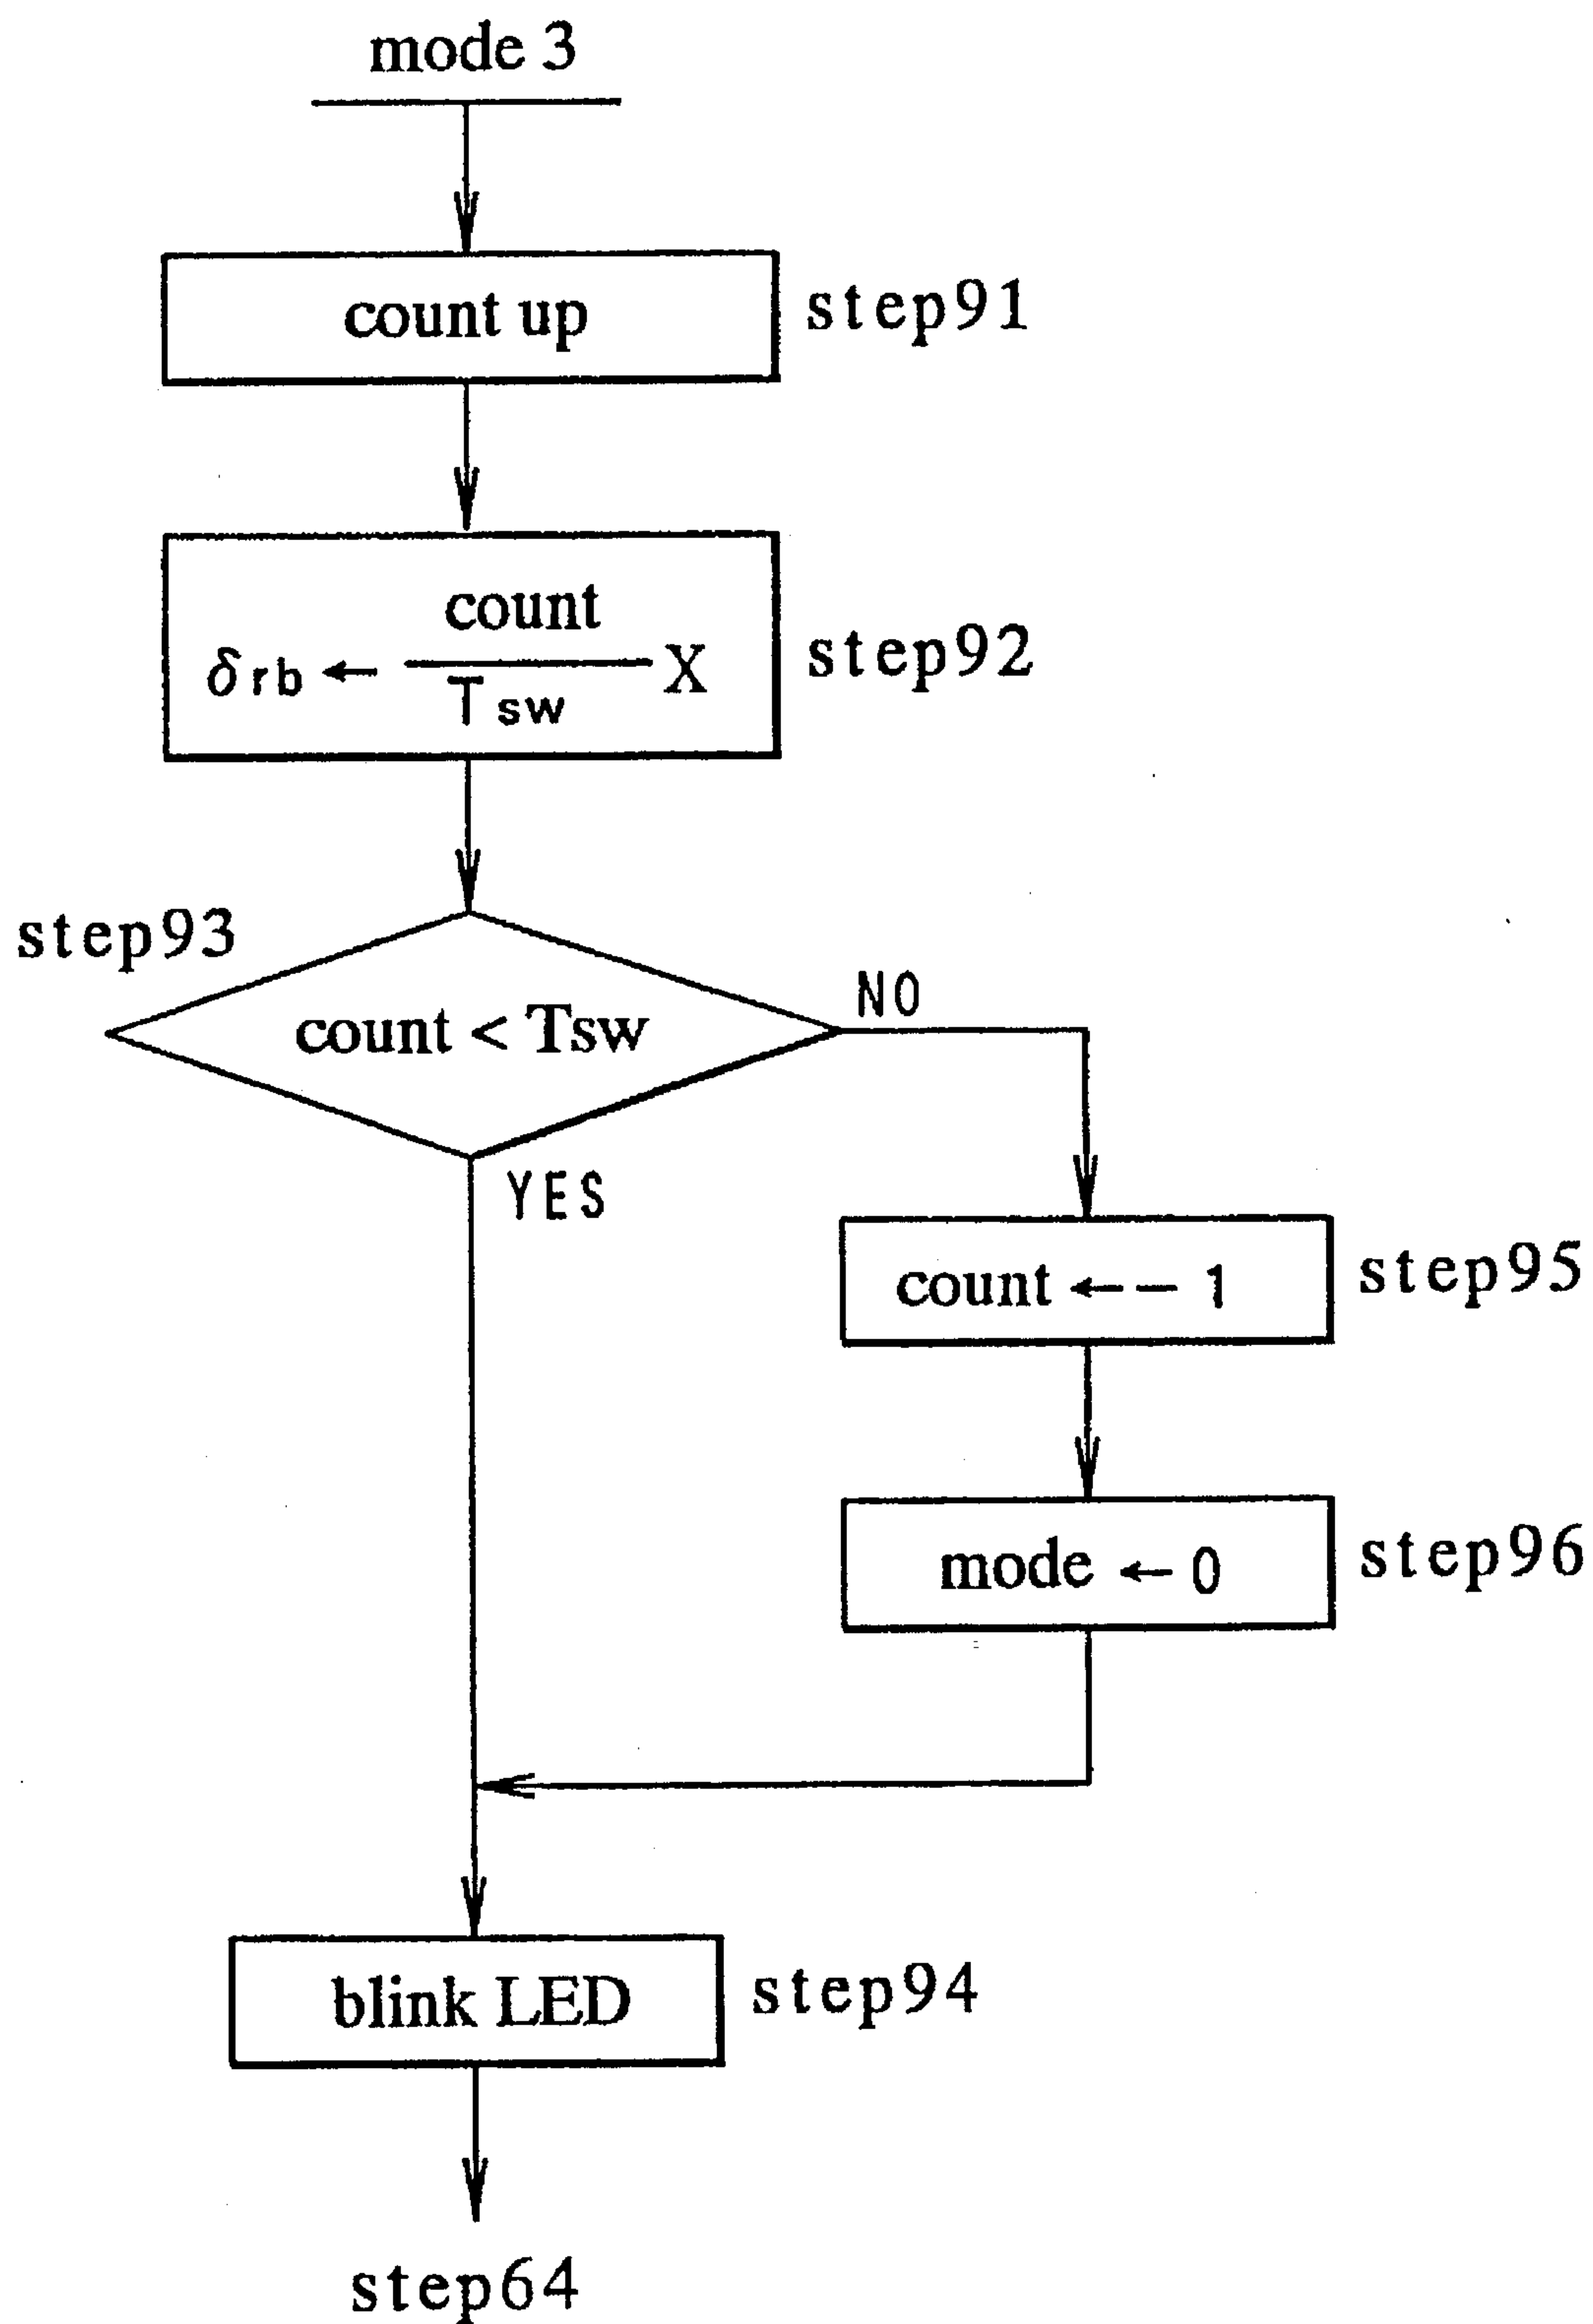 mode 3
count up
step91
count
δrb ← ─── X
Tsw
step92
step93
count < Tsw
NO
YES
count ←− 1
step95
mode ← 0
step96
blink LED
step94
step64